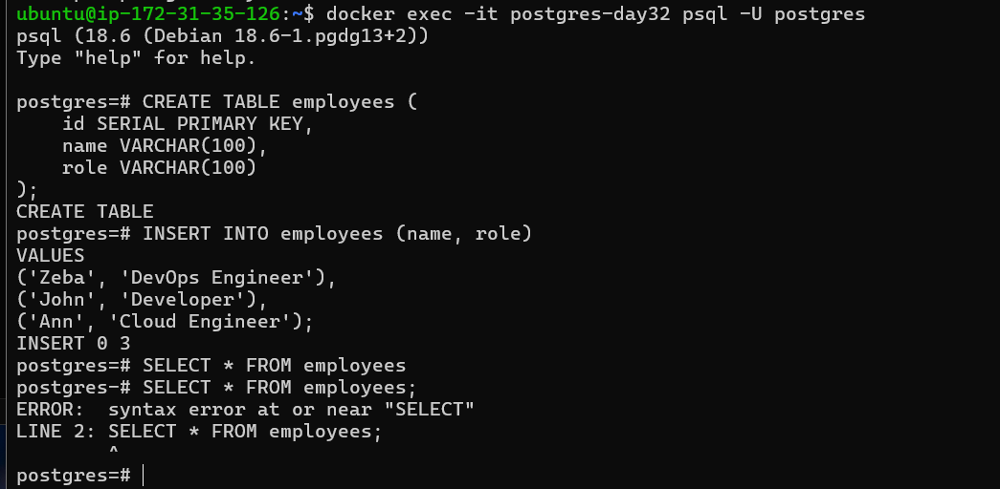 ubuntu@ip-172-31-35-126:~$ docker exec -it postgres-day32 psql -U postgres
psql (18.6 (Debian 18.6-1.pgdg13+2))
Type "help" for help.

postgres=# CREATE TABLE employees (
    id SERIAL PRIMARY KEY,
    name VARCHAR(100),
    role VARCHAR(100)
);
CREATE TABLE
postgres=# INSERT INTO employees (name, role)
VALUES
('Zeba', 'DevOps Engineer'),
('John', 'Developer'),
('Ann', 'Cloud Engineer');
INSERT 0 3
postgres=# SELECT * FROM employees
postgres-# SELECT * FROM employees;
ERROR:  syntax error at or near "SELECT"
LINE 2: SELECT * FROM employees;
        ^
postgres=#